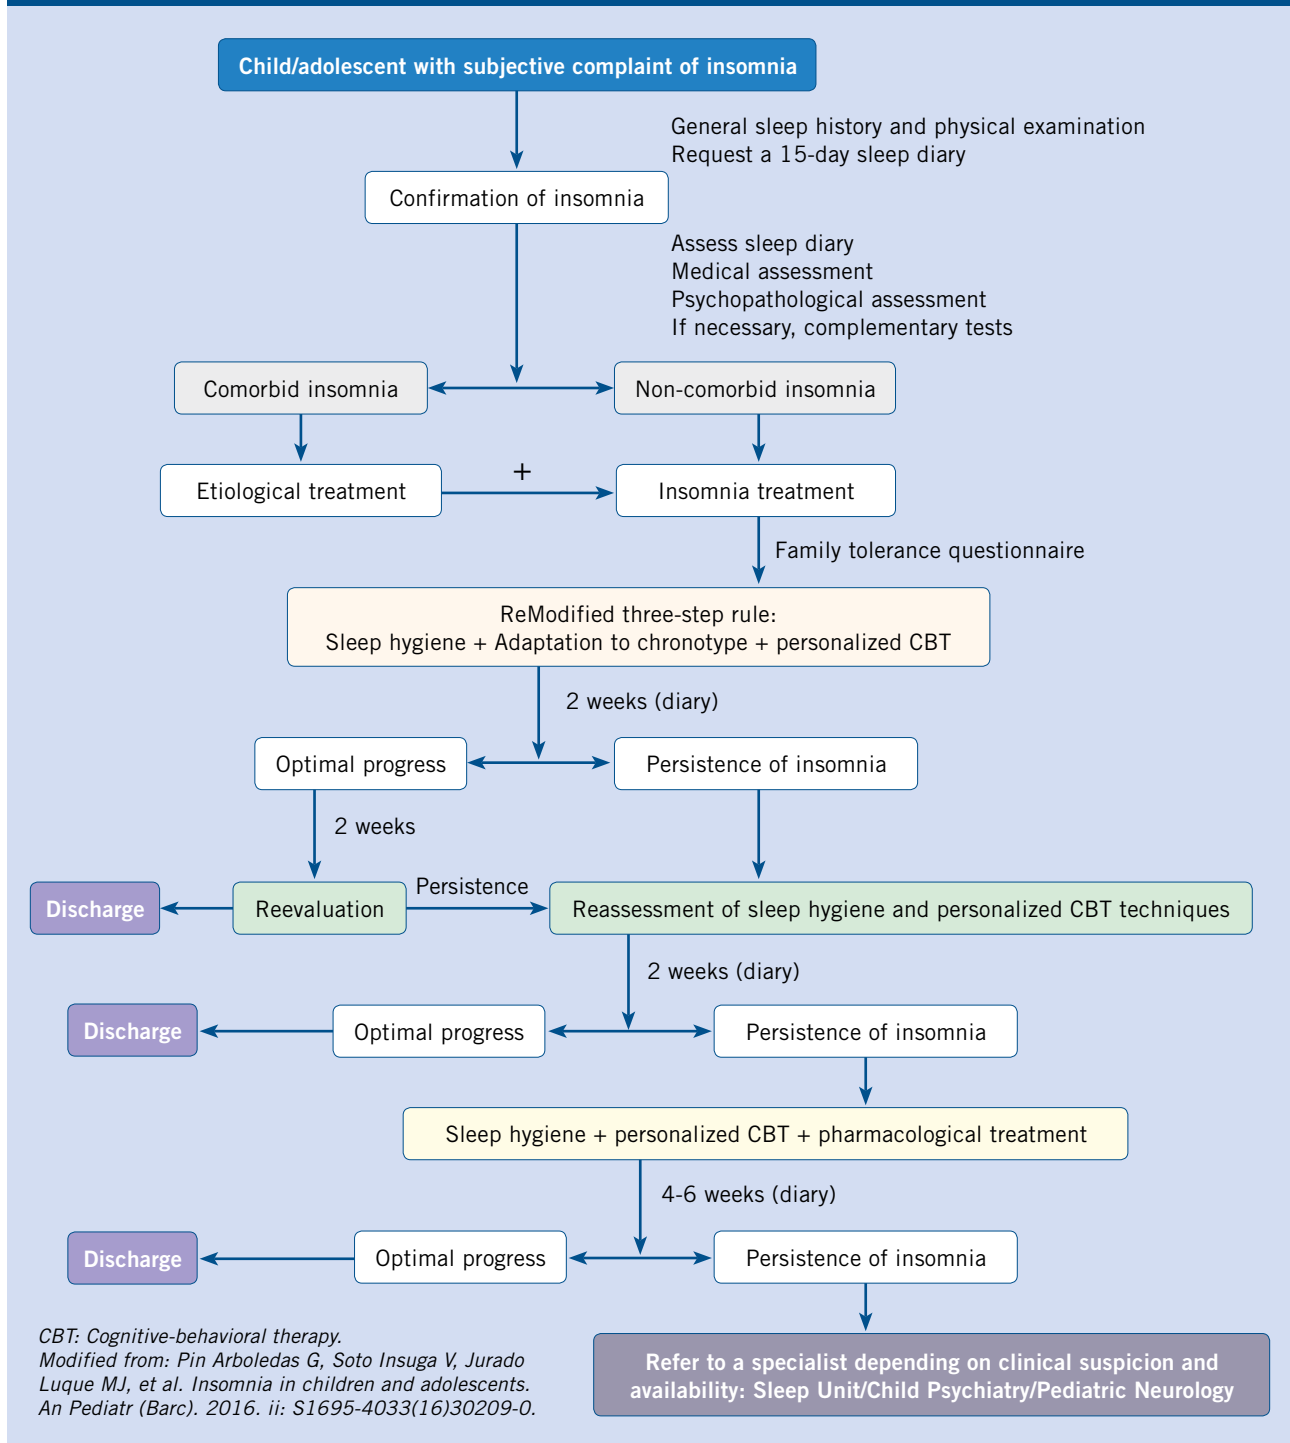 Child/adolescent with subjective complaint of insomnia
General sleep history and physical examination
Request a 15-day sleep diary
Confirmation of insomnia
Assess sleep diary
Medical assessment
Psychopathological assessment
If necessary, complementary tests
Comorbid insomnia
Non-comorbid insomnia
Etiological treatment
+
Insomnia treatment
Family tolerance questionnaire
ReModified three-step rule:
Sleep hygiene + Adaptation to chronotype + personalized CBT
2 weeks (diary)
Optimal progress
Persistence of insomnia
2 weeks
Discharge
Reevaluation
Persistence
Reassessment of sleep hygiene and personalized CBT techniques
2 weeks (diary)
Discharge
Optimal progress
Persistence of insomnia
Sleep hygiene + personalized CBT + pharmacological treatment
4-6 weeks (diary)
Discharge
Optimal progress
Persistence of insomnia
CBT: Cognitive-behavioral therapy.
Modified from: Pin Arboledas G, Soto Insuga V, Jurado
Luque MJ, et al. Insomnia in children and adolescents.
An Pediatr (Barc). 2016. ii: S1695-4033(16)30209-0.
Refer to a specialist depending on clinical suspicion and
availability: Sleep Unit/Child Psychiatry/Pediatric Neurology